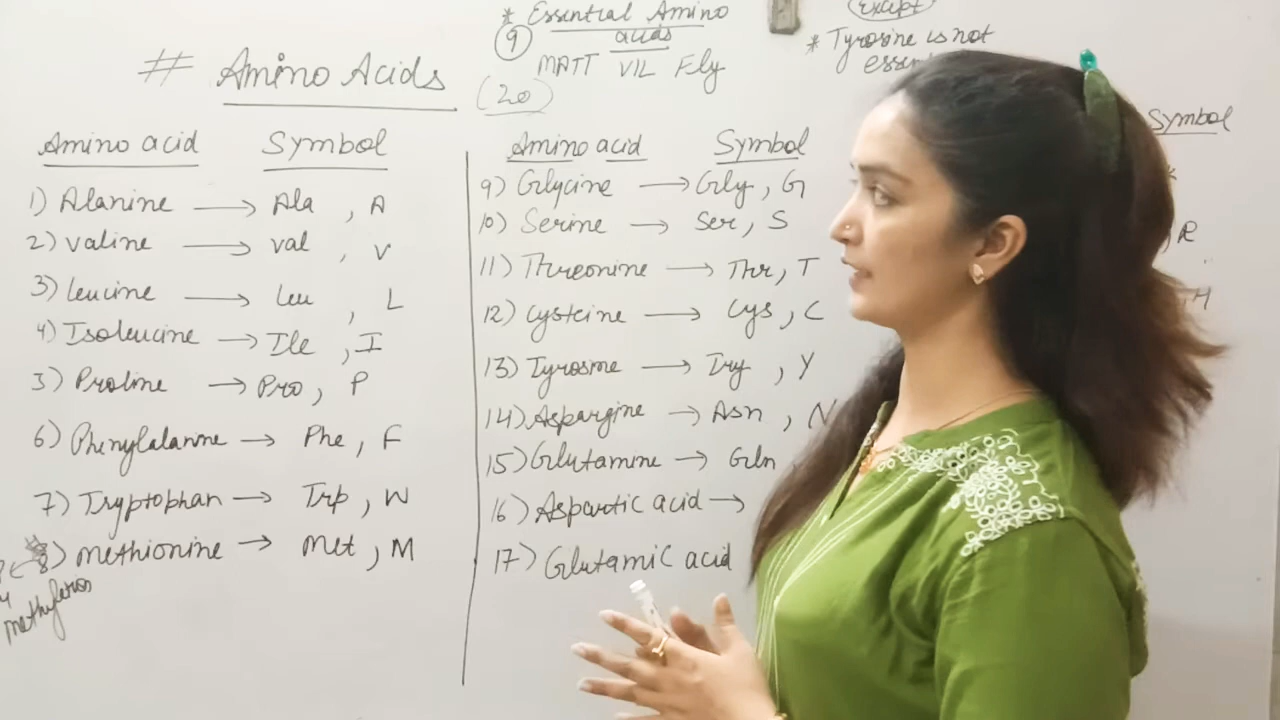 * Essential Amino
acids
9
MATT VIL Fly
(20)
Except
* Tyrosine is not
# Amino Acids
Amino acid Symbol
1) Alanine → Ala , A
2) Valine → Val , V
3) Leucine → Leu , L
4) Isoleucine → Ile , I
5) Proline → Pro , P
6) Phenylalanine → Phe , F
7) Tryptophan → Trp , W
8) Methionine → Met , M
Amino acid Symbol
9) Glycine → Gly , G
10) Serine → Ser , S
11) Threonine → Thr , T
12) Cysteine → Cys , C
13) Tyrosine → Try , Y
14) Aspargine → Asn , N
15) Glutamine → Gln
16) Aspartic acid →
17) Glutamic acid
Symbol
, R
, H